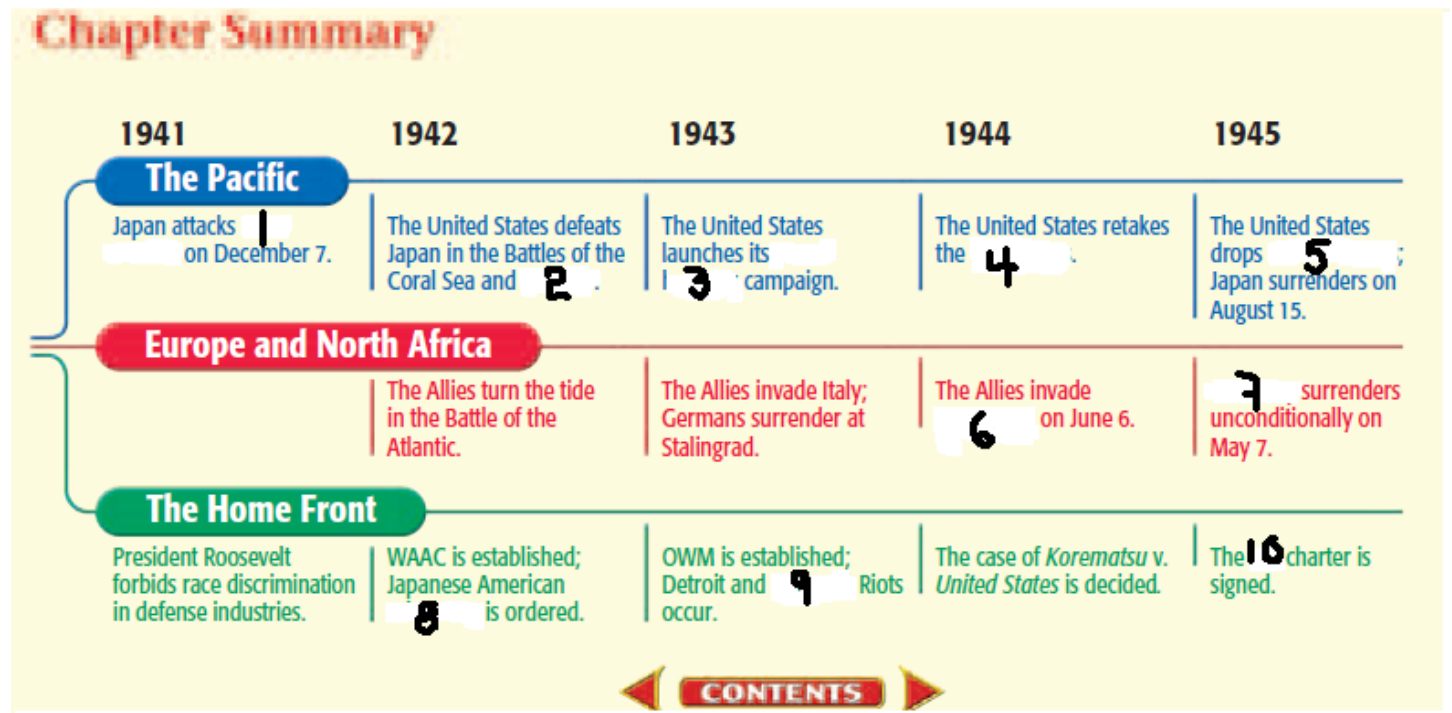 Chapter Summary
1941 1942 1943 1944 1945
The Pacific
Japan attacks 1
on December 7.
The United States defeats
Japan in the Battles of the
Coral Sea and 2 .
The United States
launches its
3 campaign.
The United States retakes
the 4 .
The United States
drops 5 ;
Japan surrenders on
August 15.
Europe and North Africa
The Allies turn the tide
in the Battle of the
Atlantic.
The Allies invade Italy;
Germans surrender at
Stalingrad.
The Allies invade
6 on June 6.
7 surrenders
unconditionally on
May 7.
The Home Front
President Roosevelt
forbids race discrimination
in defense industries.
WAAC is established;
Japanese American
8 is ordered.
OWM is established;
Detroit and 9 Riots
occur.
The case of Korematsu v.
United States is decided.
The 10 charter is
signed.
CONTENTS